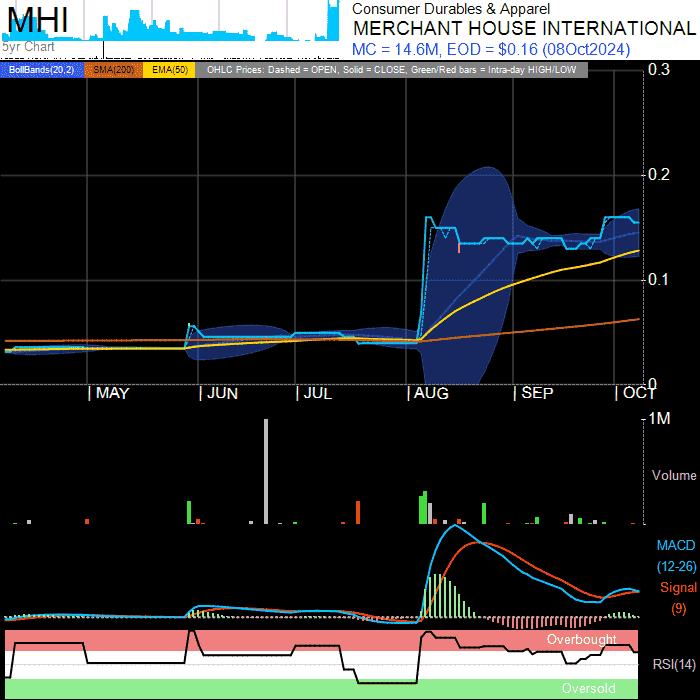 MHI
5yr Chart
Consumer Durables & Apparel
MERCHANT HOUSE INTERNATIONAL
MC = 14.6M, EOD = $0.16 (08Oct2024)
BollBands(20,2) SMA(200) EMA(50) OHLC Prices: Dashed = OPEN, Solid = CLOSE, Green/Red bars = Intra-day HIGH/LOW
0.3
0.2
0.1
0
MAY JUN JUL AUG SEP OCT
1M
Volume
MACD
(12-26)
Signal
(9)
Overbought
RSI(14)
Oversold